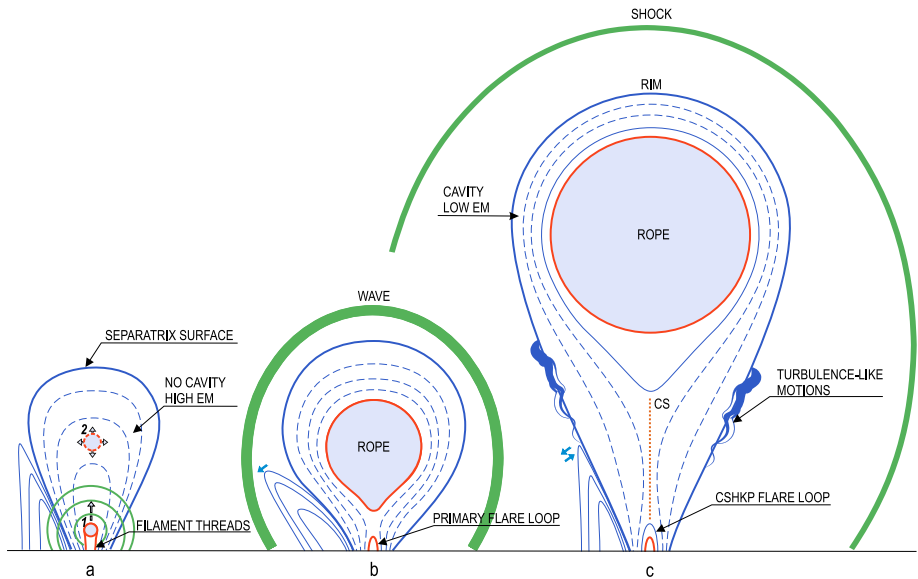 SHOCK
RIM
CAVITY
LOW EM
ROPE
WAVE
SEPARATRIX SURFACE
NO CAVITY
HIGH EM
TURBULENCE-LIKE
MOTIONS
CS
2
ROPE
1
CSHKP FLARE LOOP
FILAMENT THREADS
PRIMARY FLARE LOOP
a
b
c